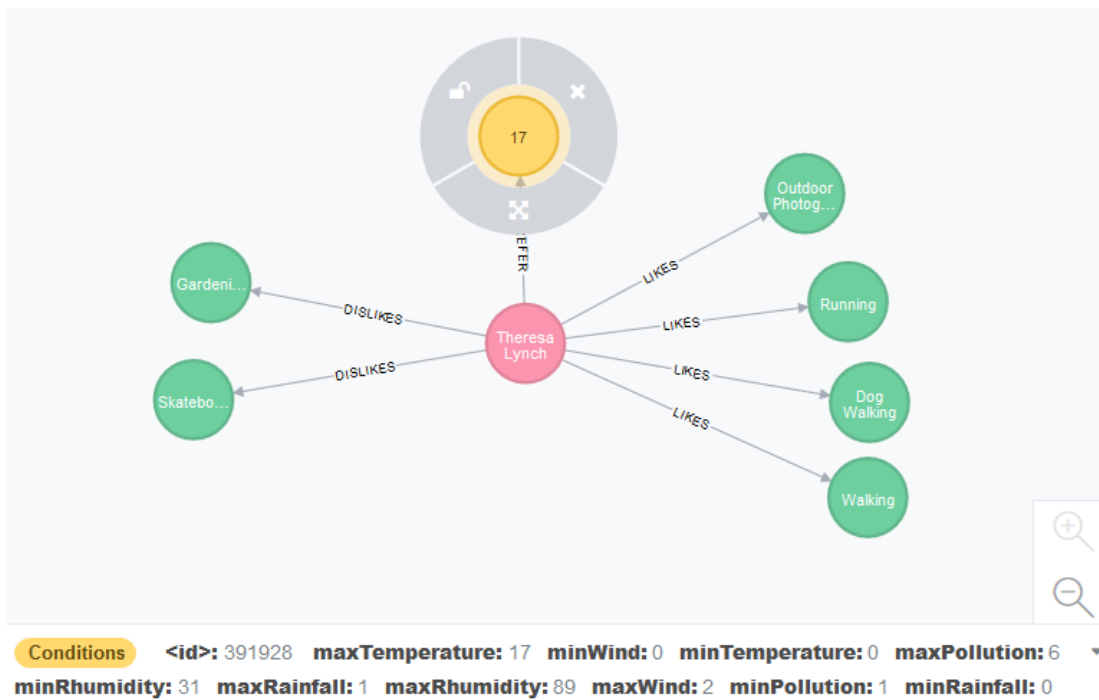 17
Outdoor
Photog...
EFER
LIKES
Gardeni...
Running
DISLIKES
LIKES
Theresa
Lynch
DISLIKES
LIKES
Skatebo...
Dog
Walking
LIKES
Walking
Conditions <id>: 391928 maxTemperature: 17 minWind: 0 minTemperature: 0 maxPollution: 6
minRhumidity: 31 maxRainfall: 1 maxRhumidity: 89 maxWind: 2 minPollution: 1 minRainfall: 0